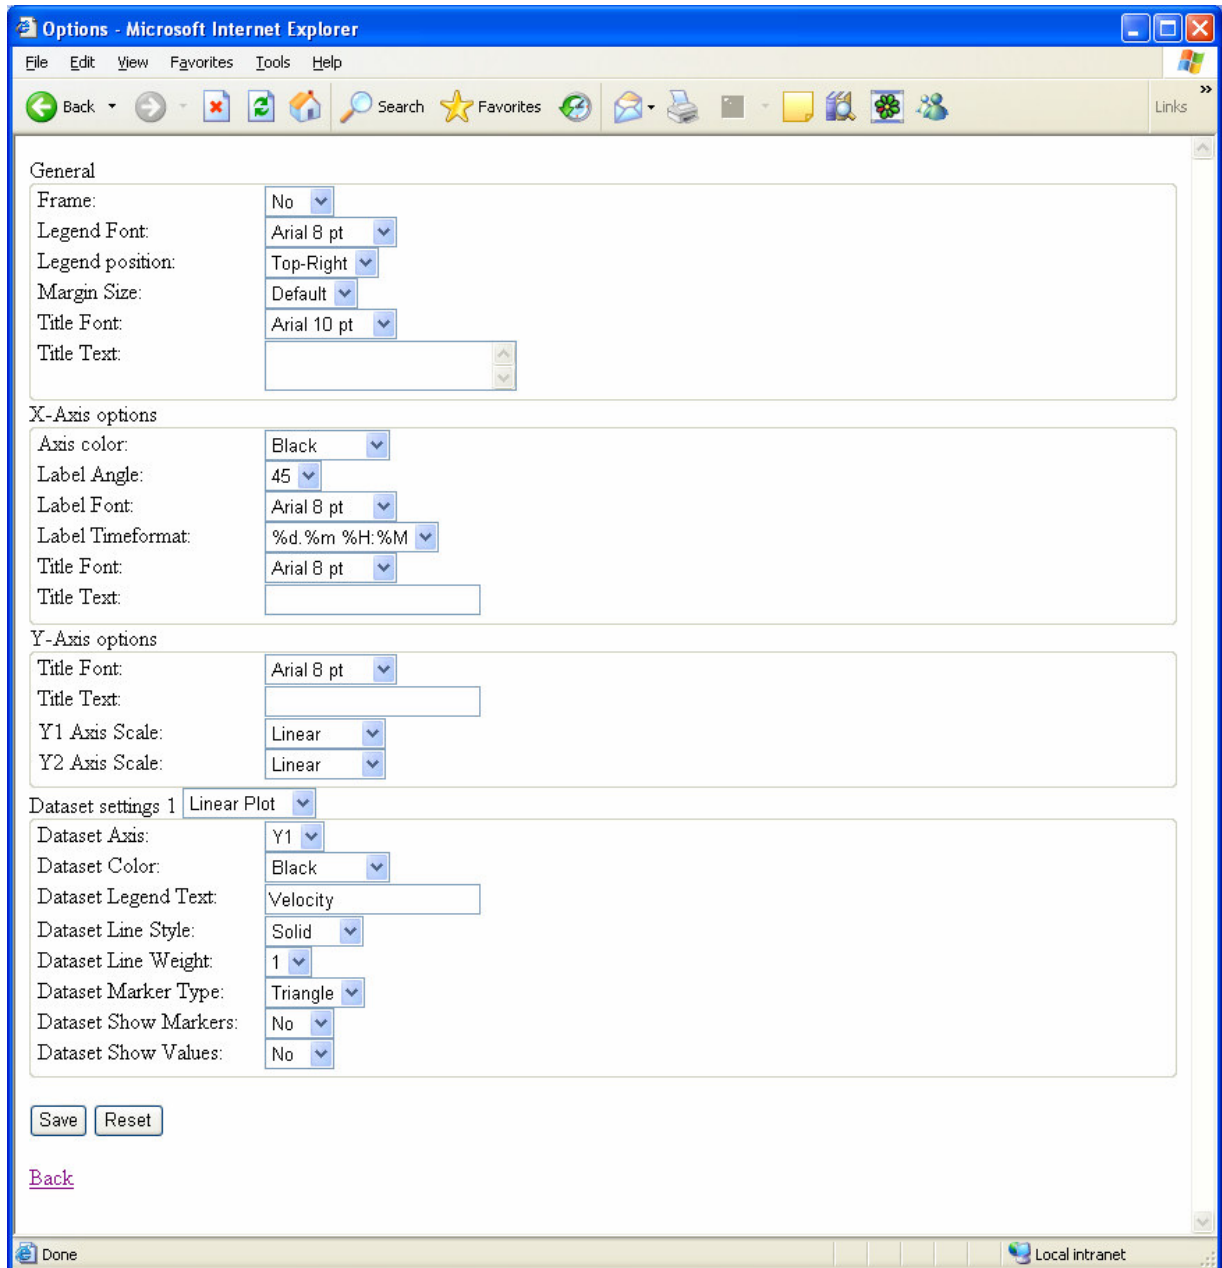 Options - Microsoft Internet Explorer
File Edit View Favorites Tools Help
Back Search Favorites Links »
General
Frame: No
Legend Font: Arial 8 pt
Legend position: Top-Right
Margin Size: Default
Title Font: Arial 10 pt
Title Text:
X-Axis options
Axis color: Black
Label Angle: 45
Label Font: Arial 8 pt
Label Timeformat: %d.%m %H:%M
Title Font: Arial 8 pt
Title Text:
Y-Axis options
Title Font: Arial 8 pt
Title Text:
Y1 Axis Scale: Linear
Y2 Axis Scale: Linear
Dataset settings 1 Linear Plot
Dataset Axis: Y1
Dataset Color: Black
Dataset Legend Text: Velocity
Dataset Line Style: Solid
Dataset Line Weight: 1
Dataset Marker Type: Triangle
Dataset Show Markers: No
Dataset Show Values: No
Save Reset
Back
Done Local intranet